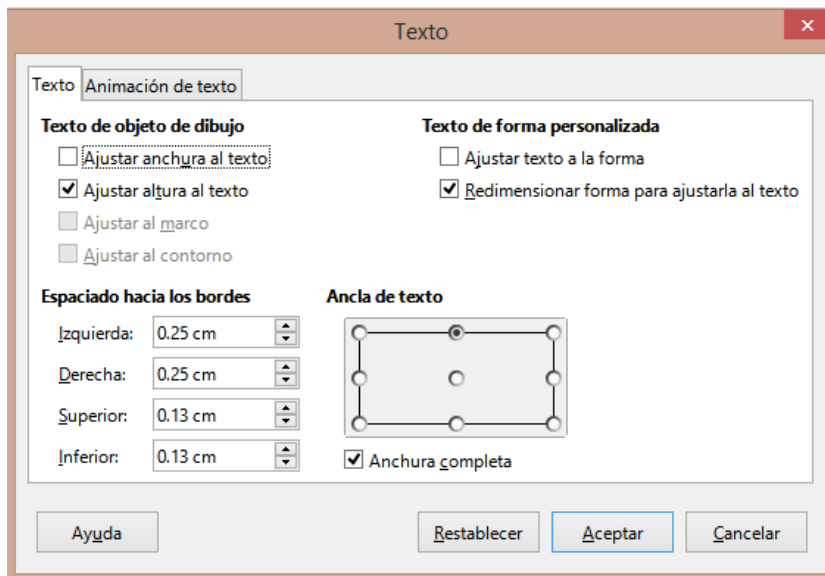 Texto
Texto Animación de texto
Texto de objeto de dibujo
Ajustar anchura al texto
Ajustar altura al texto
Ajustar al marco
Ajustar al contorno
Texto de forma personalizada
Ajustar texto a la forma
Redimensionar forma para ajustarla al texto
Espaciado hacia los bordes
Izquierda: 0.25 cm
Derecha: 0.25 cm
Superior: 0.13 cm
Inferior: 0.13 cm
Ancla de texto
Anchura completa
Ayuda Restablecer Aceptar Cancelar